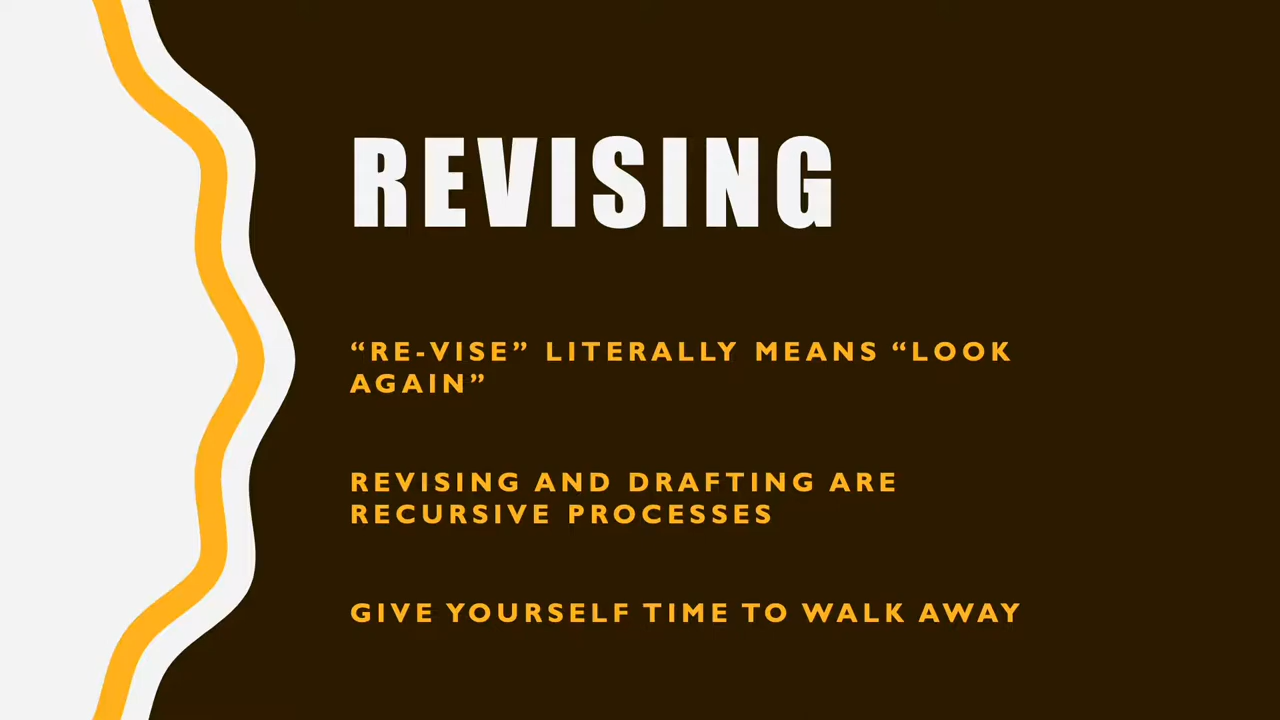 REVISING
“RE-VISE” LITERALLY MEANS “LOOK
AGAIN”
REVISING AND DRAFTING ARE
RECURSIVE PROCESSES
GIVE YOURSELF TIME TO WALK AWAY